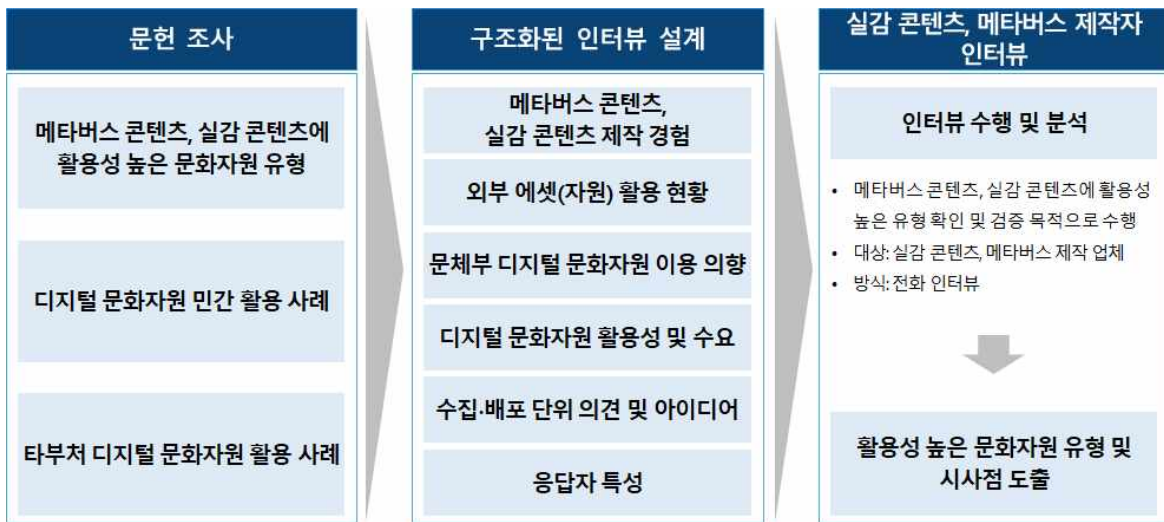 문헌 조사
메타버스 콘텐츠, 실감 콘텐츠에
활용성 높은 문화자원 유형
디지털 문화자원 민간 활용 사례
타부처 디지털 문화자원 활용 사례
구조화된 인터뷰 설계
메타버스 콘텐츠,
실감 콘텐츠 제작 경험
외부 에셋(자원) 활용 현황
문체부 디지털 문화자원 이용 의향
디지털 문화자원 활용성 및 수요
수집·배포 단위 의견 및 아이디어
응답자 특성
실감 콘텐츠, 메타버스 제작자
인터뷰
인터뷰 수행 및 분석
• 메타버스 콘텐츠, 실감 콘텐츠에 활용성
높은 유형 확인 및 검증 목적으로 수행
• 대상: 실감 콘텐츠, 메타버스 제작 업체
• 방식: 전화 인터뷰
활용성 높은 문화자원 유형 및
시사점 도출